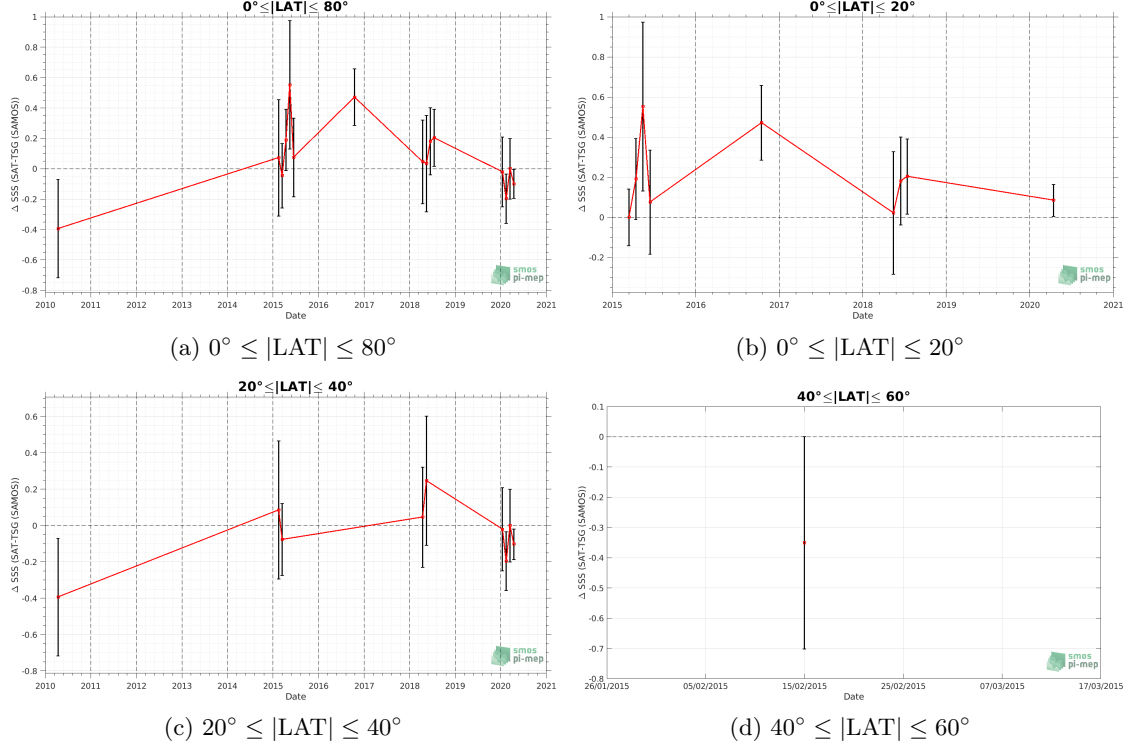 0°≤|LAT|≤ 80°
1
0.8
0.6
0.4
0.2
0
-0.2
-0.4
-0.6
-0.8
Δ SSS (SAT-TSG (SAMOS))
2010 2011 2012 2013 2014 2015 2016 2017 2018 2019 2020 2021
Date
smos
pi-mep
(a) 0° ≤ |LAT| ≤ 80°
0°≤|LAT|≤ 20°
1
0.8
0.6
0.4
0.2
0
-0.2
Δ SSS (SAT-TSG (SAMOS))
2015 2016 2017 2018 2019 2020 2021
Date
smos
pi-mep
(b) 0° ≤ |LAT| ≤ 20°
20°≤|LAT|≤ 40°
0.6
0.4
0.2
0
-0.2
-0.4
-0.6
-0.8
Δ SSS (SAT-TSG (SAMOS))
2010 2011 2012 2013 2014 2015 2016 2017 2018 2019 2020 2021
Date
smos
pi-mep
(c) 20° ≤ |LAT| ≤ 40°
40°≤|LAT|≤ 60°
0.1
0
-0.1
-0.2
-0.3
-0.4
-0.5
-0.6
-0.7
-0.8
Δ SSS (SAT-TSG (SAMOS))
26/01/2015 05/02/2015 15/02/2015 25/02/2015 07/03/2015 17/03/2015
Date
smos
pi-mep
(d) 40° ≤ |LAT| ≤ 60°